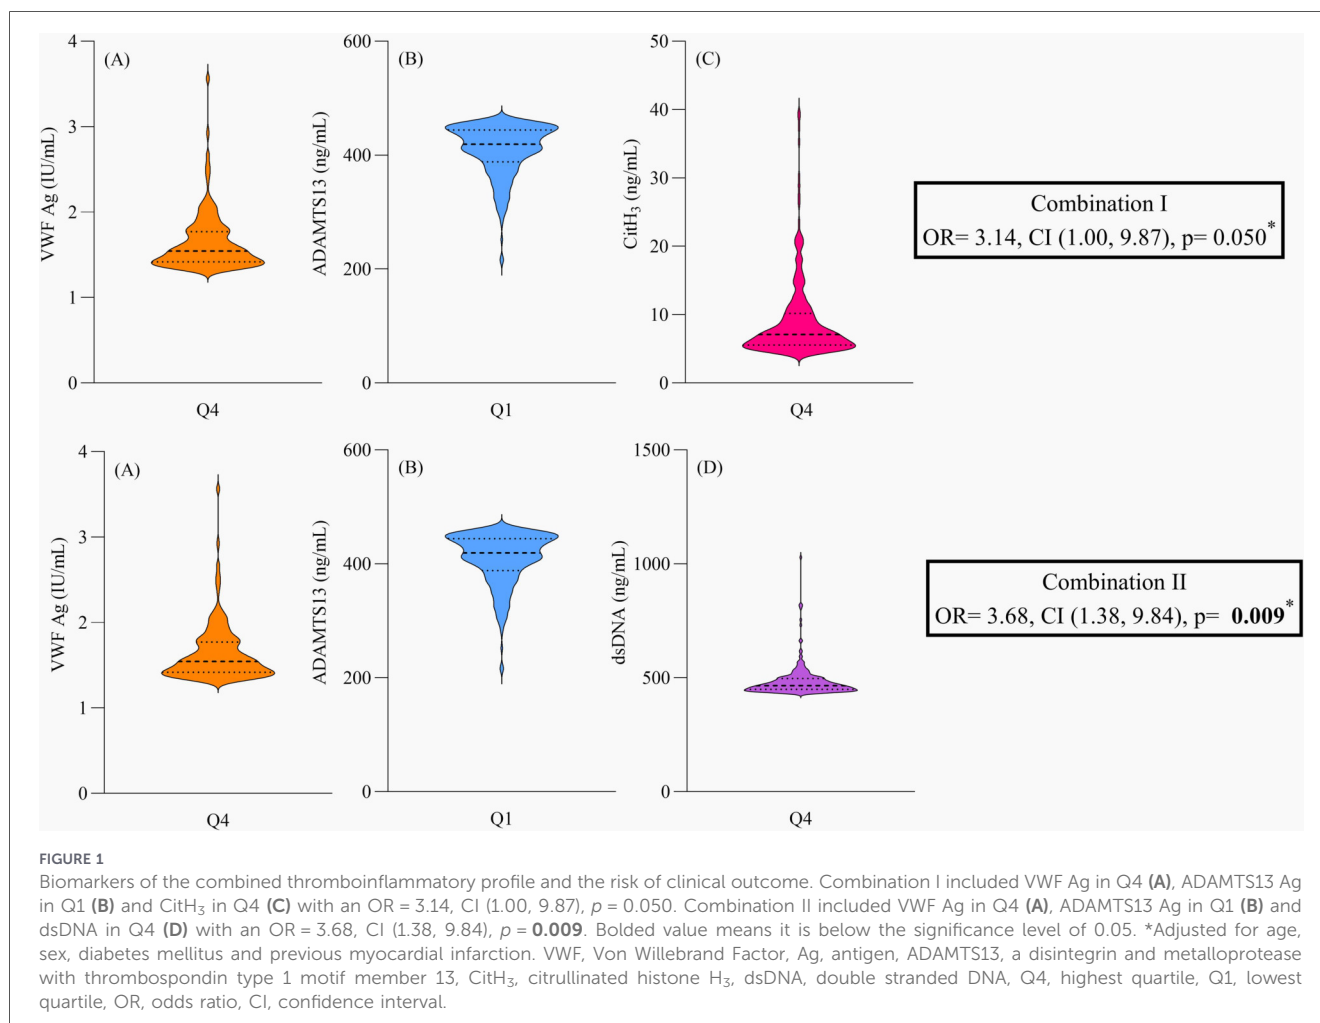 4
3
2
1
0
VWF Ag (IU/mL)
(A)
Q4
600
400
200
0
ADAMTS13 (ng/mL)
(B)
Q1
50
40
30
20
10
0
CitH3 (ng/mL)
(C)
Q4
Combination I
OR= 3.14, CI (1.00, 9.87), p= 0.050*
4
3
2
1
0
VWF Ag (IU/mL)
(A)
Q4
600
400
200
0
ADAMTS13 (ng/mL)
(B)
Q1
1500
1000
500
0
dsDNA (ng/mL)
(D)
Q4
Combination II
OR= 3.68, CI (1.38, 9.84), p= 0.009*
FIGURE 1
Biomarkers of the combined thromboinflammatory profile and the risk of clinical outcome. Combination I included VWF Ag in Q4 (A), ADAMTS13 Ag
in Q1 (B) and CitH3 in Q4 (C) with an OR = 3.14, CI (1.00, 9.87), p = 0.050. Combination II included VWF Ag in Q4 (A), ADAMTS13 Ag in Q1 (B) and
dsDNA in Q4 (D) with an OR = 3.68, CI (1.38, 9.84), p = 0.009. Bolded value means it is below the significance level of 0.05. *Adjusted for age,
sex, diabetes mellitus and previous myocardial infarction. VWF, Von Willebrand Factor, Ag, antigen, ADAMTS13, a disintegrin and metalloprotease
with thrombospondin type 1 motif member 13, CitH3, citrullinated histone H3, dsDNA, double stranded DNA, Q4, highest quartile, Q1, lowest
quartile, OR, odds ratio, CI, confidence interval.